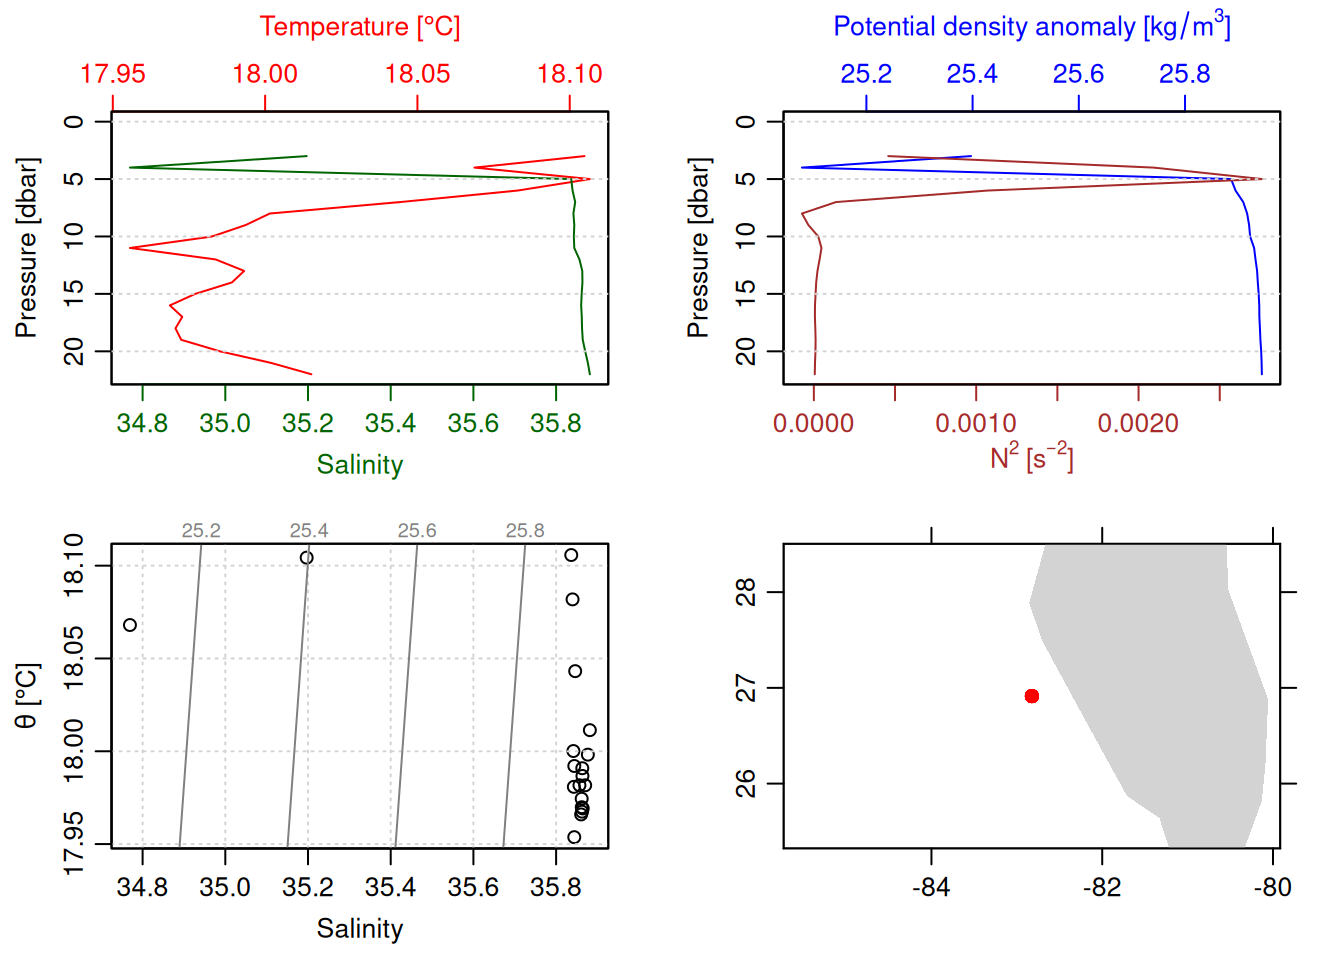 Temperature [°C]
17.95 18.00 18.05 18.10
Pressure [dbar]
0
5
10
15
20
34.8 35.0 35.2 35.4 35.6 35.8
Salinity
Potential density anomaly [kg/m³]
25.2 25.4 25.6 25.8
Pressure [dbar]
0
5
10
15
20
0.0000 0.0010 0.0020
N² [s⁻²]
25.2 25.4 25.6 25.8
θ [°C]
18.10
18.05
18.00
17.95
34.8 35.0 35.2 35.4 35.6 35.8
Salinity
28
27
26
-84 -82 -80